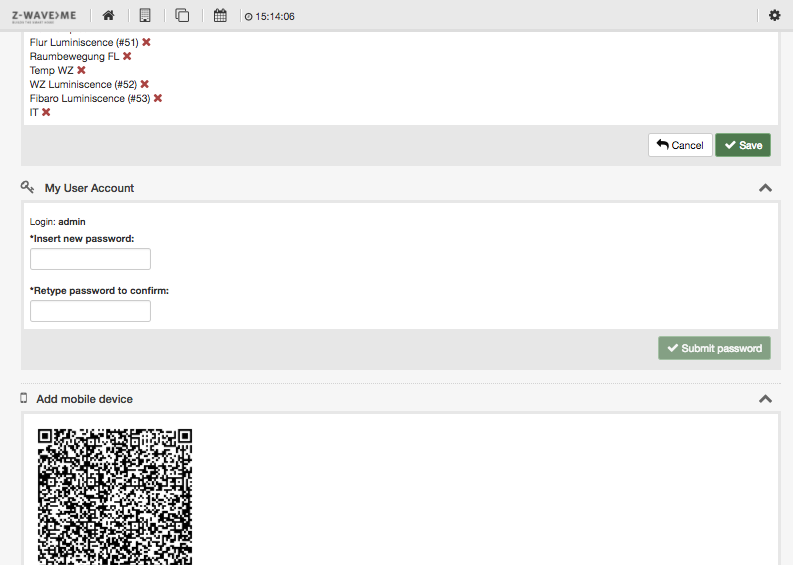 Z-WAVE>ME
15:14:06
Flur Luminiscence (#51)
Raumbewegung FL
Temp WZ
WZ Luminiscence (#52)
Fibaro Luminiscence (#53)
IT
Cancel
Save
My User Account
Login: admin
*Insert new password:
*Retype password to confirm:
Submit password
Add mobile device